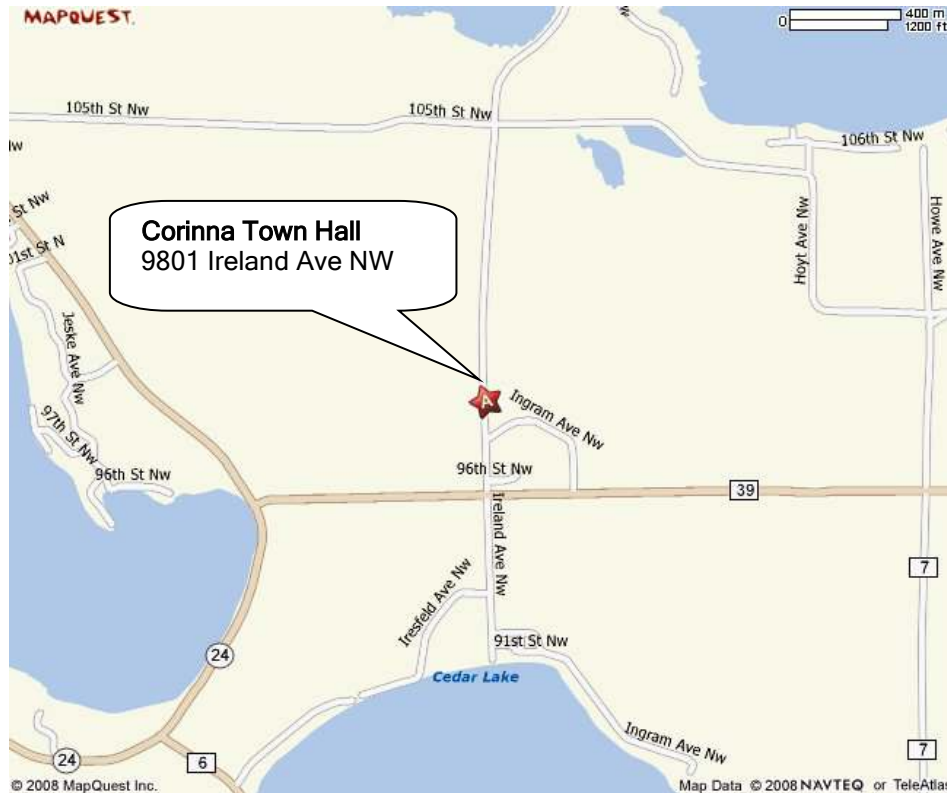 MAPQUEST.
0
400 m
1200 ft
w
105th St Nw
105th St Nw
106th St Nw
w
St Nw
01st St N
Corinna Town Hall
9801 Ireland Ave NW
Hoyt Ave Nw
Howe Ave Nw
Jeske Ave Nw
A
Ingram Ave Nw
97th St Nw
96th St Nw
96th St Nw
39
Ireland Ave Nw
7
Iresfeld Ave Nw
91st St Nw
24
Cedar Lake
Ingram Ave Nw
24
6
7
© 2008 MapQuest Inc.
Map Data © 2008 NAVTEQ or TeleAtlas